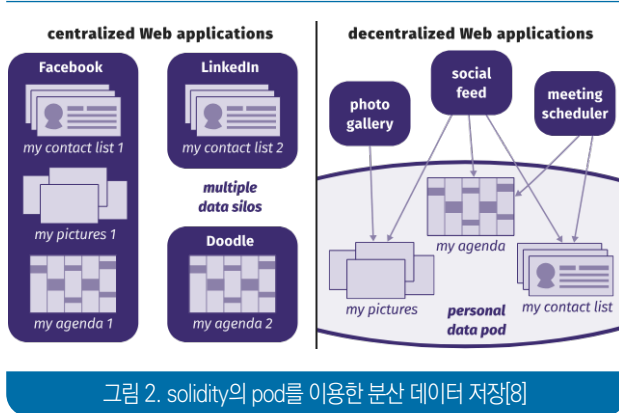 centralized Web applications
Facebook
my contact list 1
my pictures 1
my agenda 1
LinkedIn
my contact list 2
multiple
data silos
Doodle
my agenda 2
decentralized Web applications
photo
gallery
social
feed
meeting
scheduler
my agenda
my pictures
my contact list
personal
data pod
그림 2. solidity의 pod를 이용한 분산 데이터 저장[8]